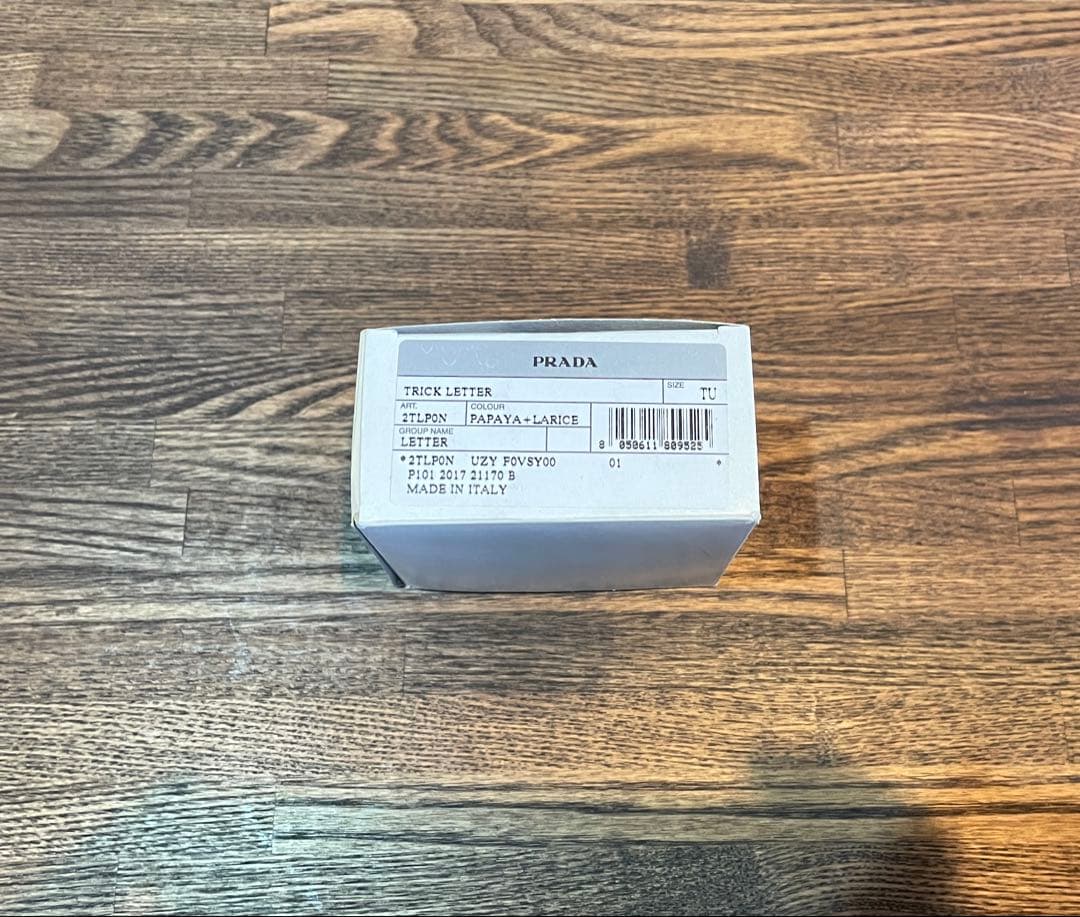 PRADA
TRICK LETTER
SIZE
TU
ART.
2TLP0N
COLOUR
PAPAYA+LARICE
GROUP NAME
LETTER
8 050611 809525
*2TLP0N UZY F0VSY00 01 *
P101 2017 21170 B
MADE IN ITALY